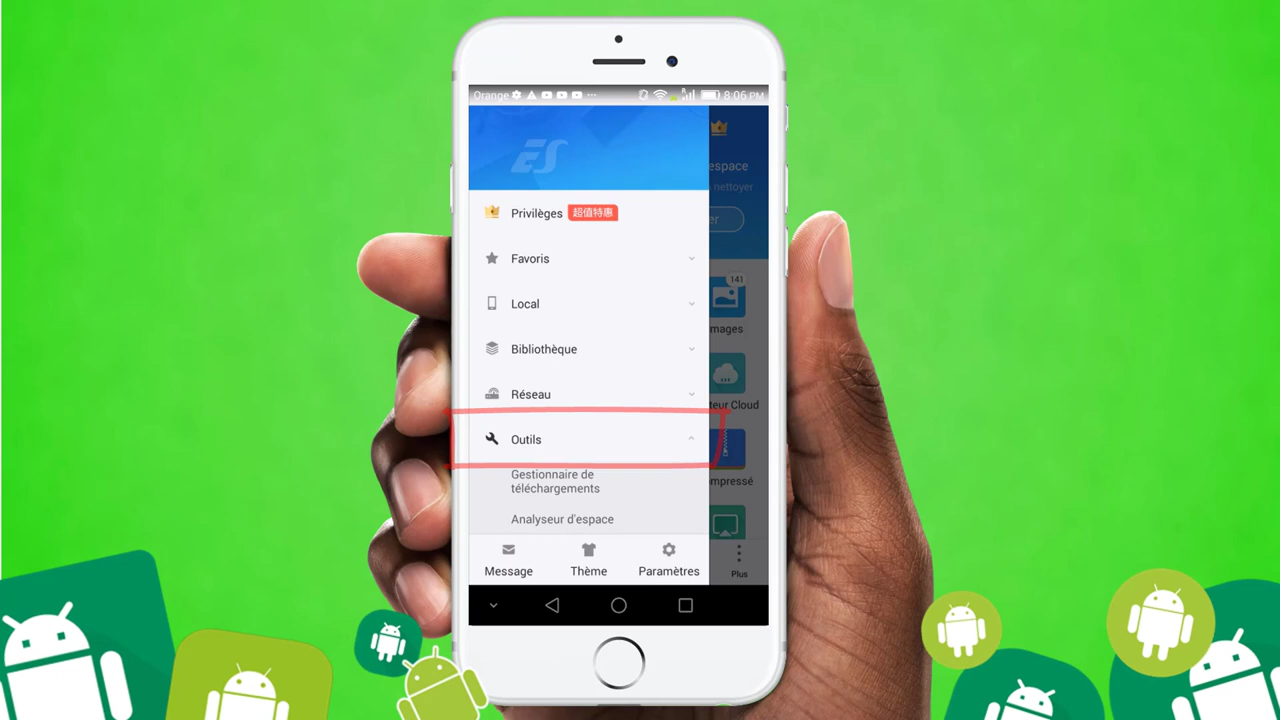 Orange
8:06 PM
ES
espace
nettoyer
er
Privilèges
超值特惠
Favoris
Local
Bibliothèque
Réseau
Outils
Gestionnaire de
téléchargements
Analyseur d'espace
Message
Thème
Paramètres
141
mages
teur Cloud
mpressé
Plus